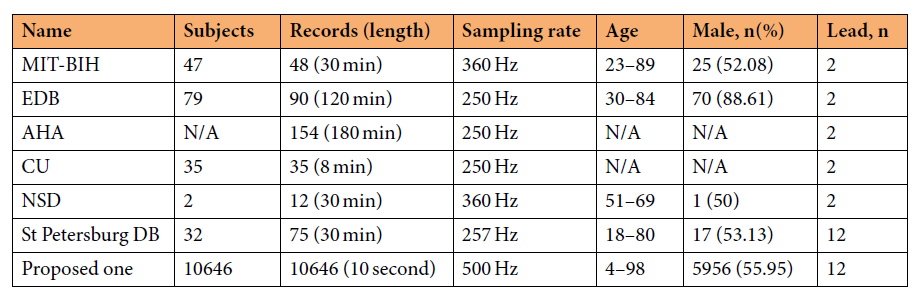 Name Subjects Records (length) Sampling rate Age Male, n(%) Lead, n
MIT-BIH 47 48 (30 min) 360 Hz 23–89 25 (52.08) 2
EDB 79 90 (120 min) 250 Hz 30–84 70 (88.61) 2
AHA N/A 154 (180 min) 250 Hz N/A N/A 2
CU 35 35 (8 min) 250 Hz N/A N/A 2
NSD 2 12 (30 min) 360 Hz 51–69 1 (50) 2
St Petersburg DB 32 75 (30 min) 257 Hz 18–80 17 (53.13) 12
Proposed one 10646 10646 (10 second) 500 Hz 4–98 5956 (55.95) 12